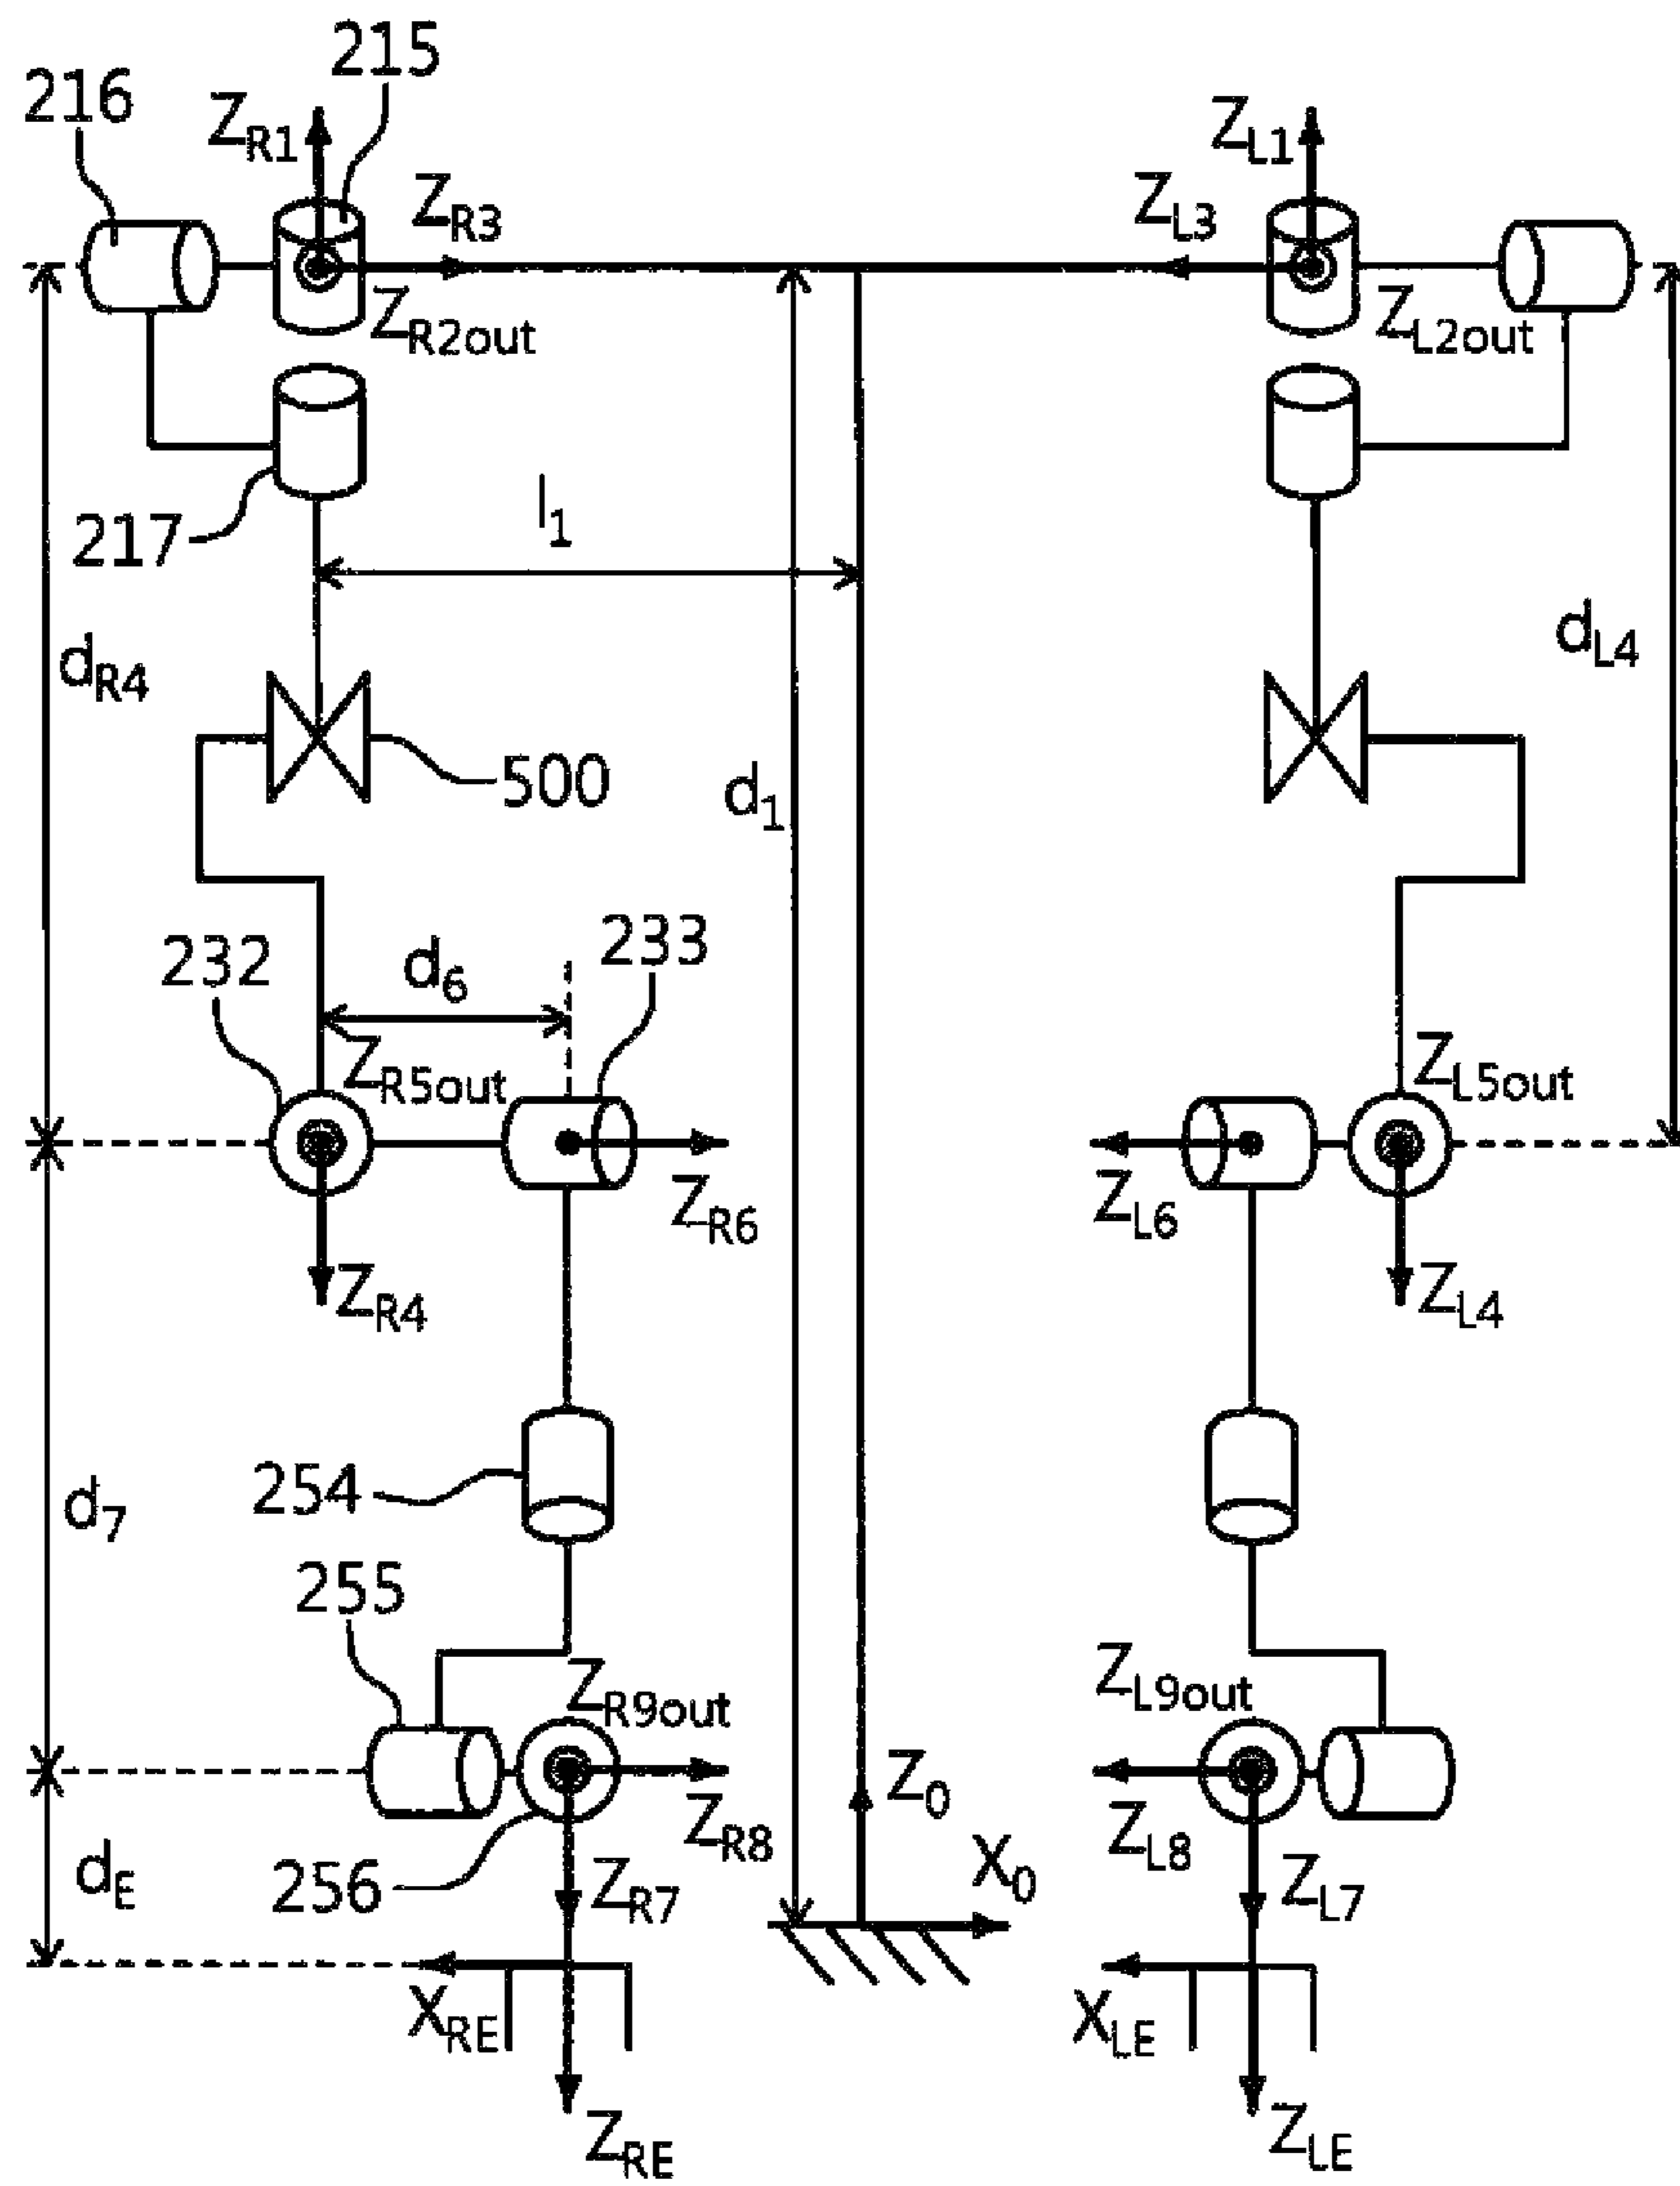 215
216
Z_R1
Z_L1
Z_R3
Z_L3
Z_R2out
Z_L2out
217
l_1
d_R4
d_L4
500
d_1
232
d_6
233
Z_R5out
Z_L5out
Z_R6
Z_L6
Z_R4
Z_L4
254
d_7
255
Z_R9out
Z_L9out
Z_0
Z_R8
Z_L8
d_E
256
Z_R7
X_0
Z_L7
X_RE
X_LE
Z_RE
Z_LE